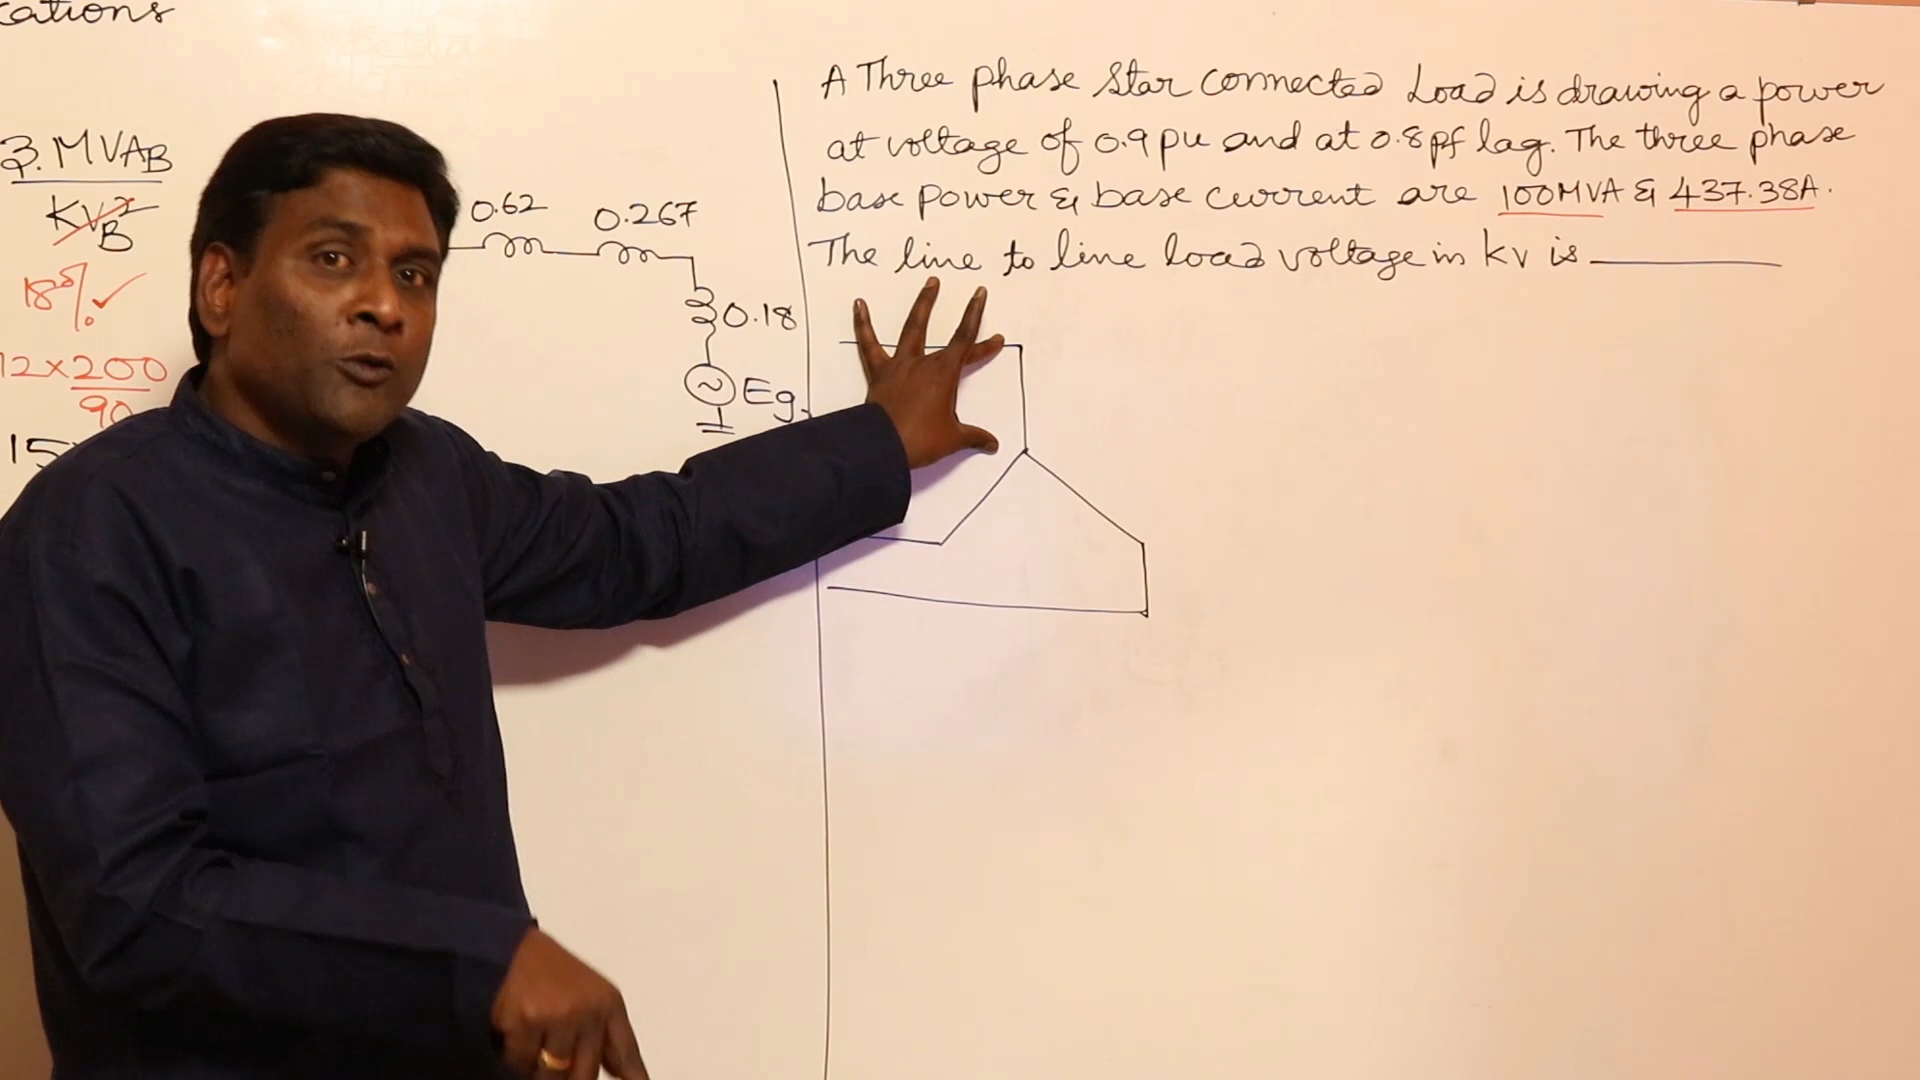 cations
3.MVAB
KV²B
18%
12×200
90
15
0.62
0.267
0.18
Eg
A Three phase Star connected Load is drawing a power
at voltage of 0.9 pu and at 0.8 pf lag. The three phase
base power & base current are 100MVA & 437.38A.
The line to line load voltage in kv is